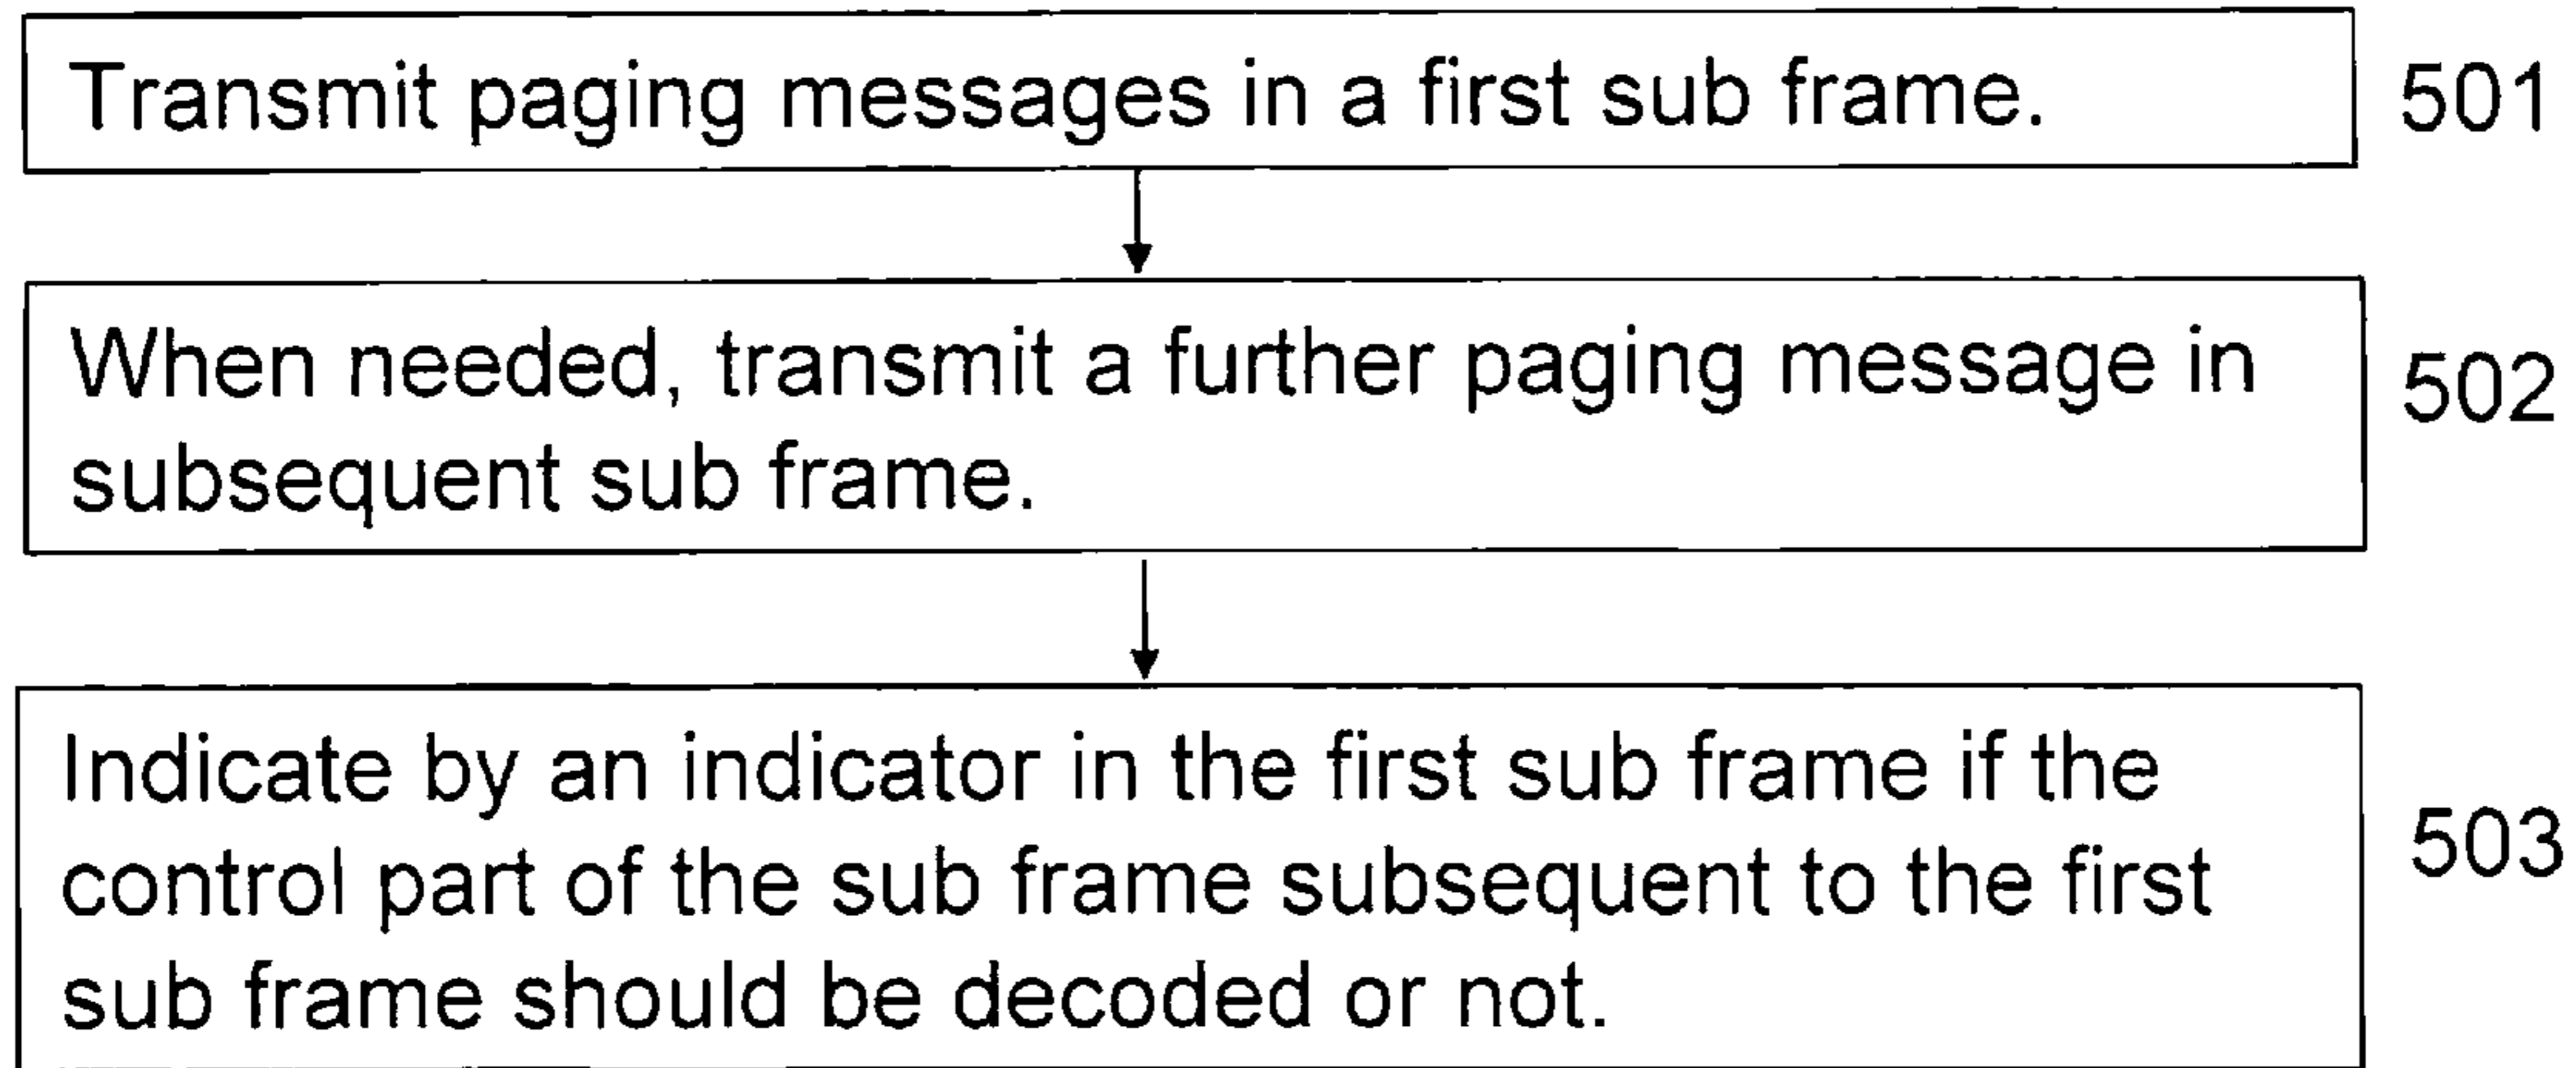 Transmit paging messages in a first sub frame.
501
When needed, transmit a further paging message in
subsequent sub frame.
502
Indicate by an indicator in the first sub frame if the
control part of the sub frame subsequent to the first
sub frame should be decoded or not.
503